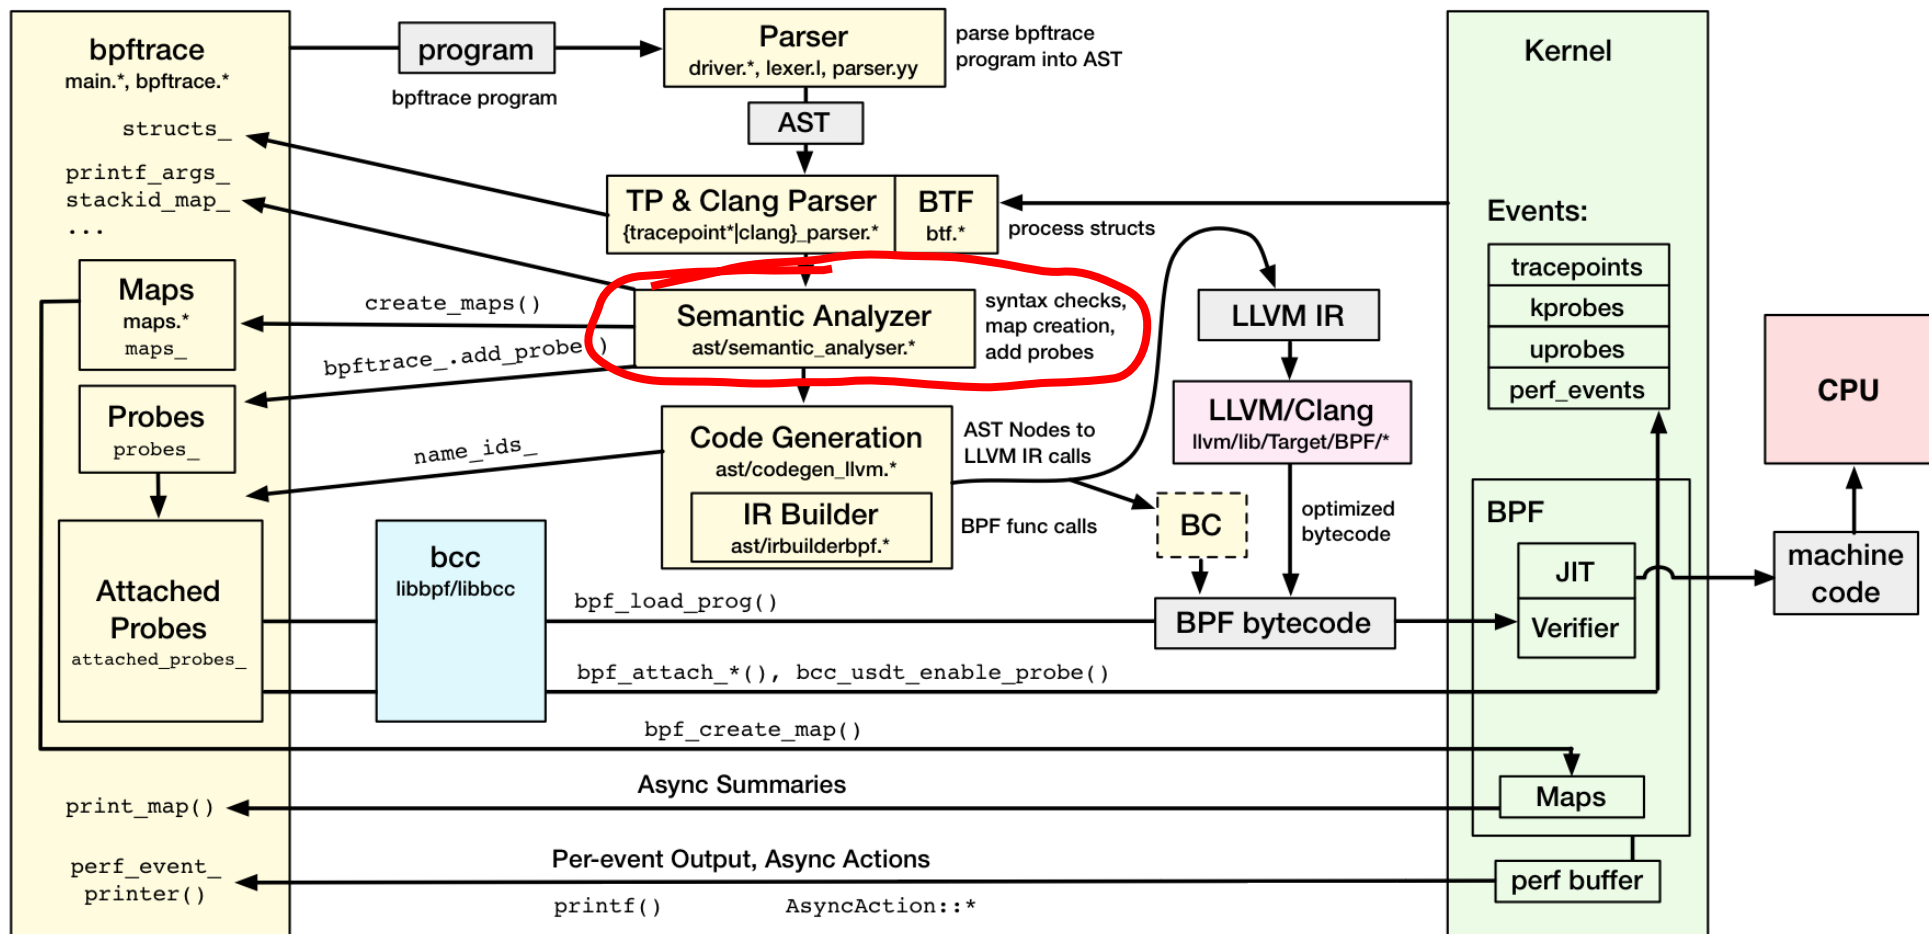 bpftrace
main.*, bpftrace.*
structs_
printf_args_
stackid_map_
...
Maps
maps.*
maps_
Probes
probes_
Attached
Probes
attached_probes_
print_map()
perf_event_
printer()
program
bpftrace program
Parser
driver.*, lexer.l, parser.yy
parse bpftrace
program into AST
AST
TP & Clang Parser
{tracepoint*|clang}_parser.*
BTF
btf.*
process structs
create_maps()
bpftrace_.add_probe()
name_ids_
Semantic Analyzer
ast/semantic_analyser.*
syntax checks,
map creation,
add probes
Code Generation
ast/codegen_llvm.*
IR Builder
ast/irbuilderbpf.*
AST Nodes to
LLVM IR calls
BPF func calls
LLVM IR
LLVM/Clang
llvm/lib/Target/BPF/*
optimized
bytecode
BC
BPF bytecode
bcc
libbpf/libbcc
bpf_load_prog()
bpf_attach_*(), bcc_usdt_enable_probe()
bpf_create_map()
Async Summaries
Per-event Output, Async Actions
printf()
AsyncAction::*
Kernel
Events:
tracepoints
kprobes
uprobes
perf_events
BPF
JIT
Verifier
Maps
perf buffer
CPU
machine
code